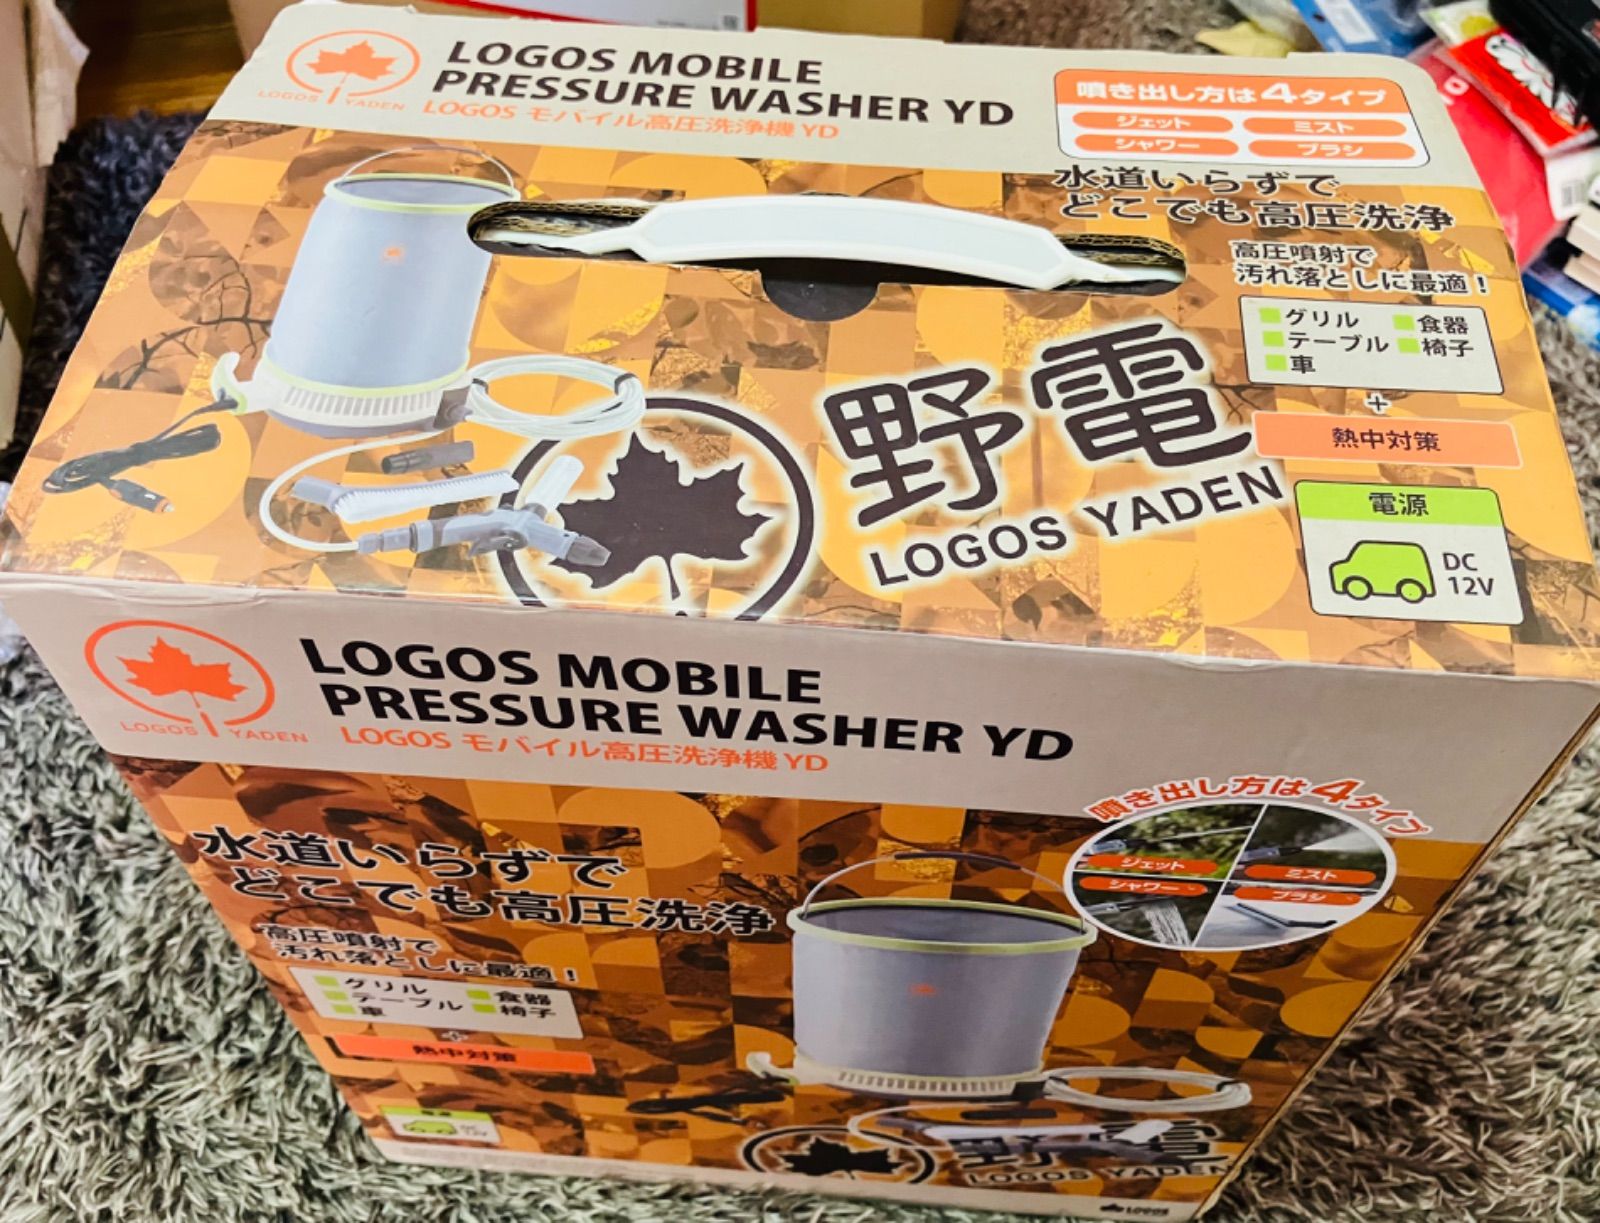 LOGOS YADEN
LOGOS MOBILE
PRESSURE WASHER YD
LOGOS モバイル高圧洗浄機 YD
噴き出し方は4タイプ
ジェット
ミスト
シャワー
ブラシ
水道いらずで
どこでも高圧洗浄
高圧噴射で
汚れ落としに最適!
グリル
食器
テーブル
椅子
車
+
熱中対策
野電
LOGOS YADEN
電源
DC
12V
LOGOS YADEN
LOGOS MOBILE
PRESSURE WASHER YD
LOGOS モバイル高圧洗浄機 YD
噴き出し方は4タイプ
ジェット
ミスト
シャワー
ブラシ
水道いらずで
どこでも高圧洗浄
高圧噴射で
汚れ落としに最適!
グリル
食器
テーブル
椅子
車
+
熱中対策
電源
DC
12V
野電
LOGOS YADEN
LOGOS